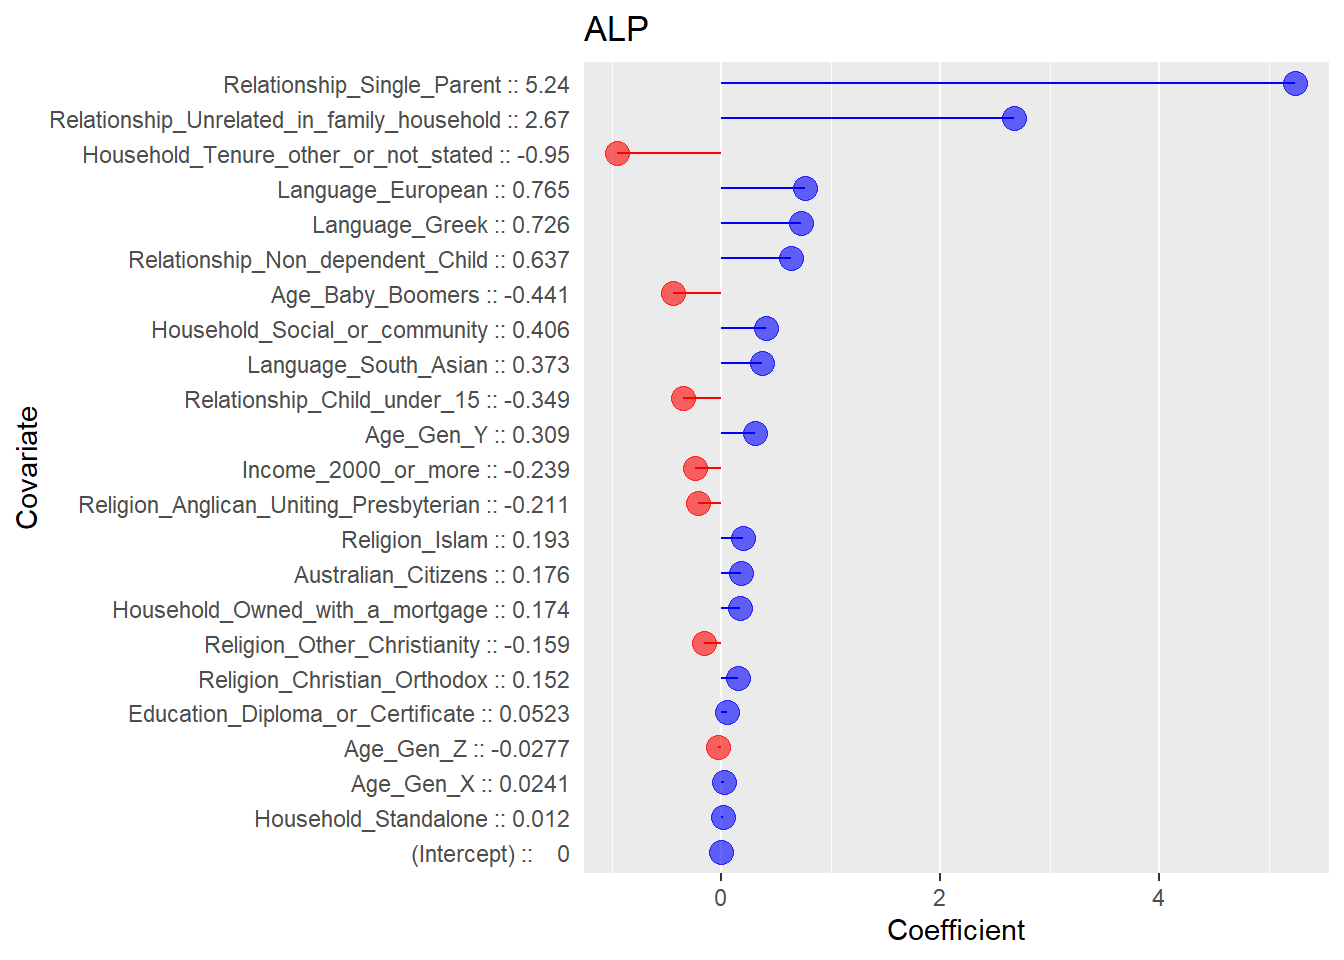 ALP
Relationship_Single_Parent :: 5.24
Relationship_Unrelated_in_family_household :: 2.67
Household_Tenure_other_or_not_stated :: -0.95
Language_European :: 0.765
Language_Greek :: 0.726
Relationship_Non_dependent_Child :: 0.637
Age_Baby_Boomers :: -0.441
Household_Social_or_community :: 0.406
Language_South_Asian :: 0.373
Relationship_Child_under_15 :: -0.349
Age_Gen_Y :: 0.309
Income_2000_or_more :: -0.239
Religion_Anglican_Uniting_Presbyterian :: -0.211
Religion_Islam :: 0.193
Australian_Citizens :: 0.176
Household_Owned_with_a_mortgage :: 0.174
Religion_Other_Christianity :: -0.159
Religion_Christian_Orthodox :: 0.152
Education_Diploma_or_Certificate :: 0.0523
Age_Gen_Z :: -0.0277
Age_Gen_X :: 0.0241
Household_Standalone :: 0.012
(Intercept) :: 0
Covariate
0 2 4
Coefficient